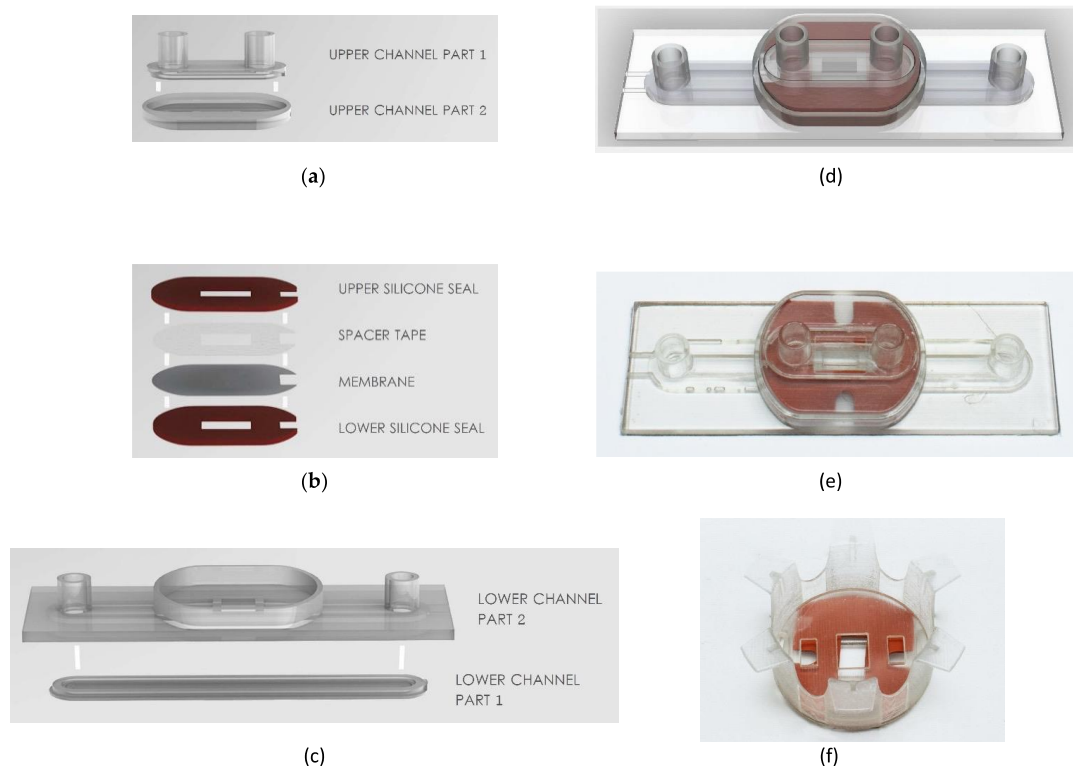 UPPER CHANNEL PART 1
UPPER CHANNEL PART 2
(a)
(d)
UPPER SILICONE SEAL
SPACER TAPE
MEMBRANE
LOWER SILICONE SEAL
(b)
(e)
LOWER CHANNEL
PART 2
LOWER CHANNEL
PART 1
(c)
(f)